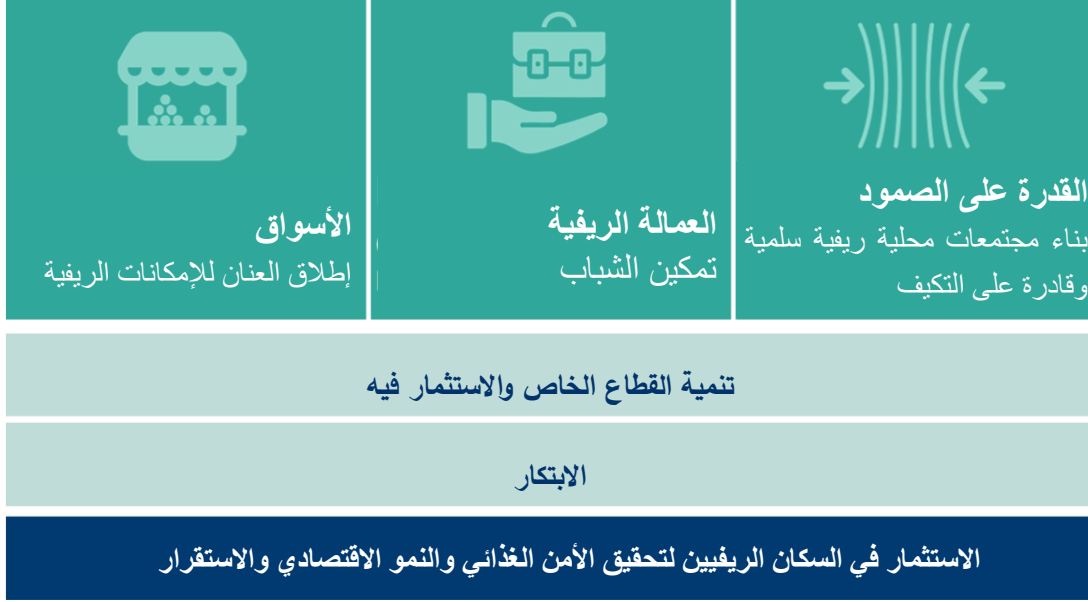 القدرة على الصمود
بناء مجتمعات محلية ريفية سلمية
وقادرة على التكيف
العمالة الريفية
تمكين الشباب
الأسواق
إطلاق العنان للإمكانات الريفية
تنمية القطاع الخاص والاستثمار فيه
الابتكار
الاستثمار في السكان الريفيين لتحقيق الأمن الغذائي والنمو الاقتصادي والاستقرار